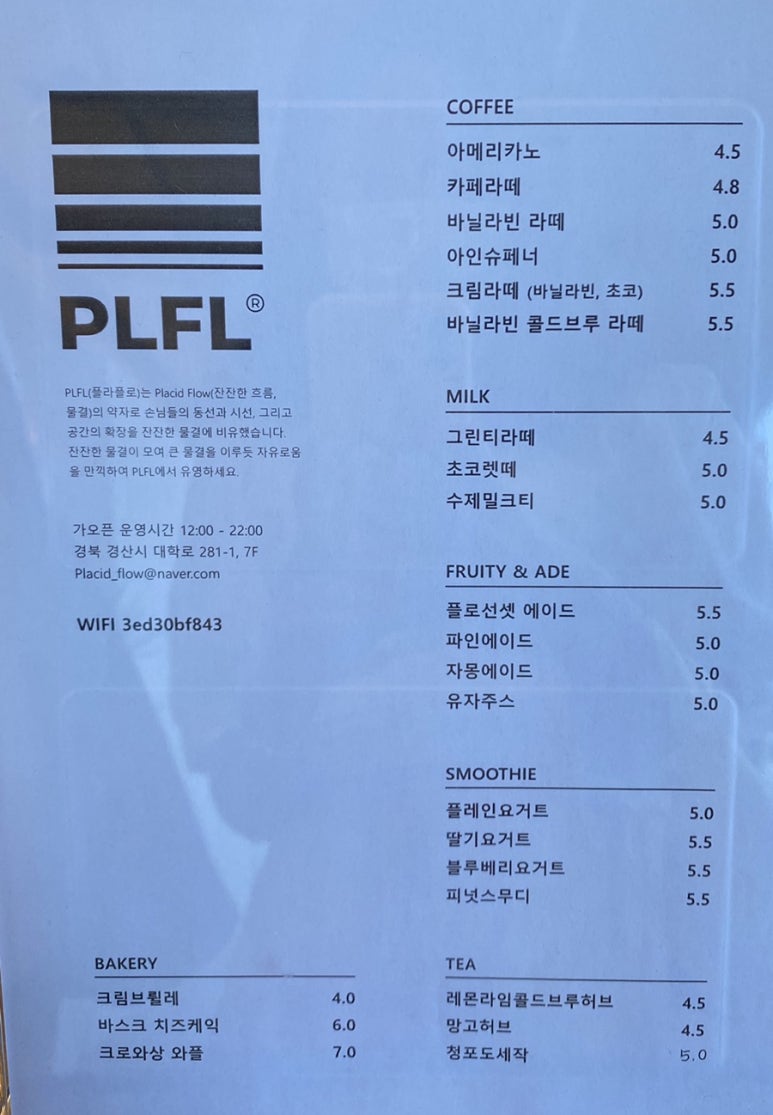 PLFL®
PLFL(플라플로)는 Placid Flow(잔잔한 흐름,
물결)의 약자로 손님들의 동선과 시선, 그리고
공간의 확장을 잔잔한 물결에 비유했습니다.
잔잔한 물결이 모여 큰 물결을 이루듯 자유로움
을 만끽하여 PLFL에서 유영하세요.
가오픈 운영시간 12:00 - 22:00
경북 경산시 대학로 281-1, 7F
Placid_flow@naver.com
WIFI 3ed30bf843
COFFEE
아메리카노 4.5
카페라떼 4.8
바닐라빈 라떼 5.0
아인슈페너 5.0
크림라떼 (바닐라빈, 초코) 5.5
바닐라빈 콜드브루 라떼 5.5
MILK
그린티라떼 4.5
초코렛떼 5.0
수제밀크티 5.0
FRUITY & ADE
플로선셋 에이드 5.5
파인에이드 5.0
자몽에이드 5.0
유자주스 5.0
SMOOTHIE
플레인요거트 5.0
딸기요거트 5.5
블루베리요거트 5.5
피넛스무디 5.5
BAKERY
크림브륄레 4.0
바스크 치즈케익 6.0
크로와상 와플 7.0
TEA
레몬라임콜드브루허브 4.5
망고허브 4.5
청포도세작 5.0